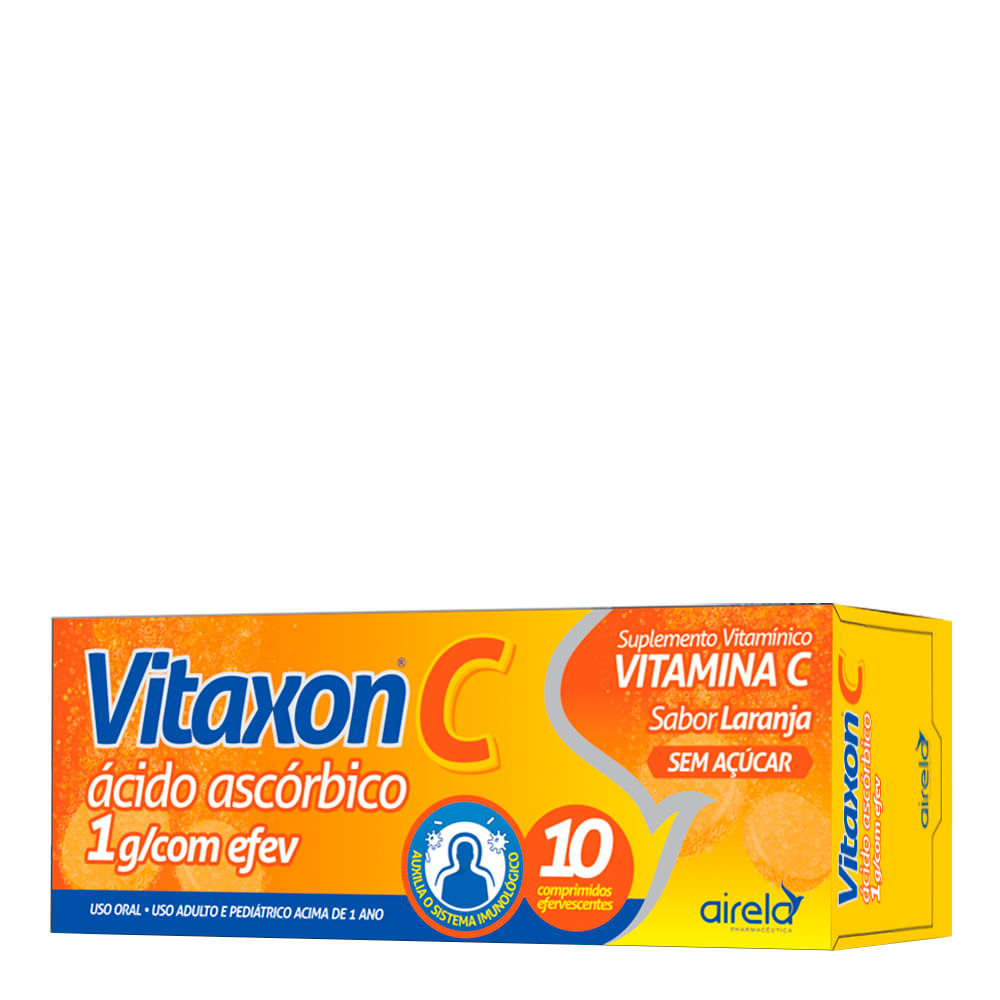 Vitaxon® C
ácido ascórbico
1g/com efev
USO ORAL • USO ADULTO E PEDIÁTRICO ACIMA DE 1 ANO
AUXILIA O SISTEMA IMUNOLÓGICO
10
comprimidos
efervescentes
Suplemento Vitamínico
VITAMINA C
Sabor Laranja
SEM AÇÚCAR
airela
PHARMACÊUTICA
Vitaxon C
ácido ascórbico
1g/com efev
airela